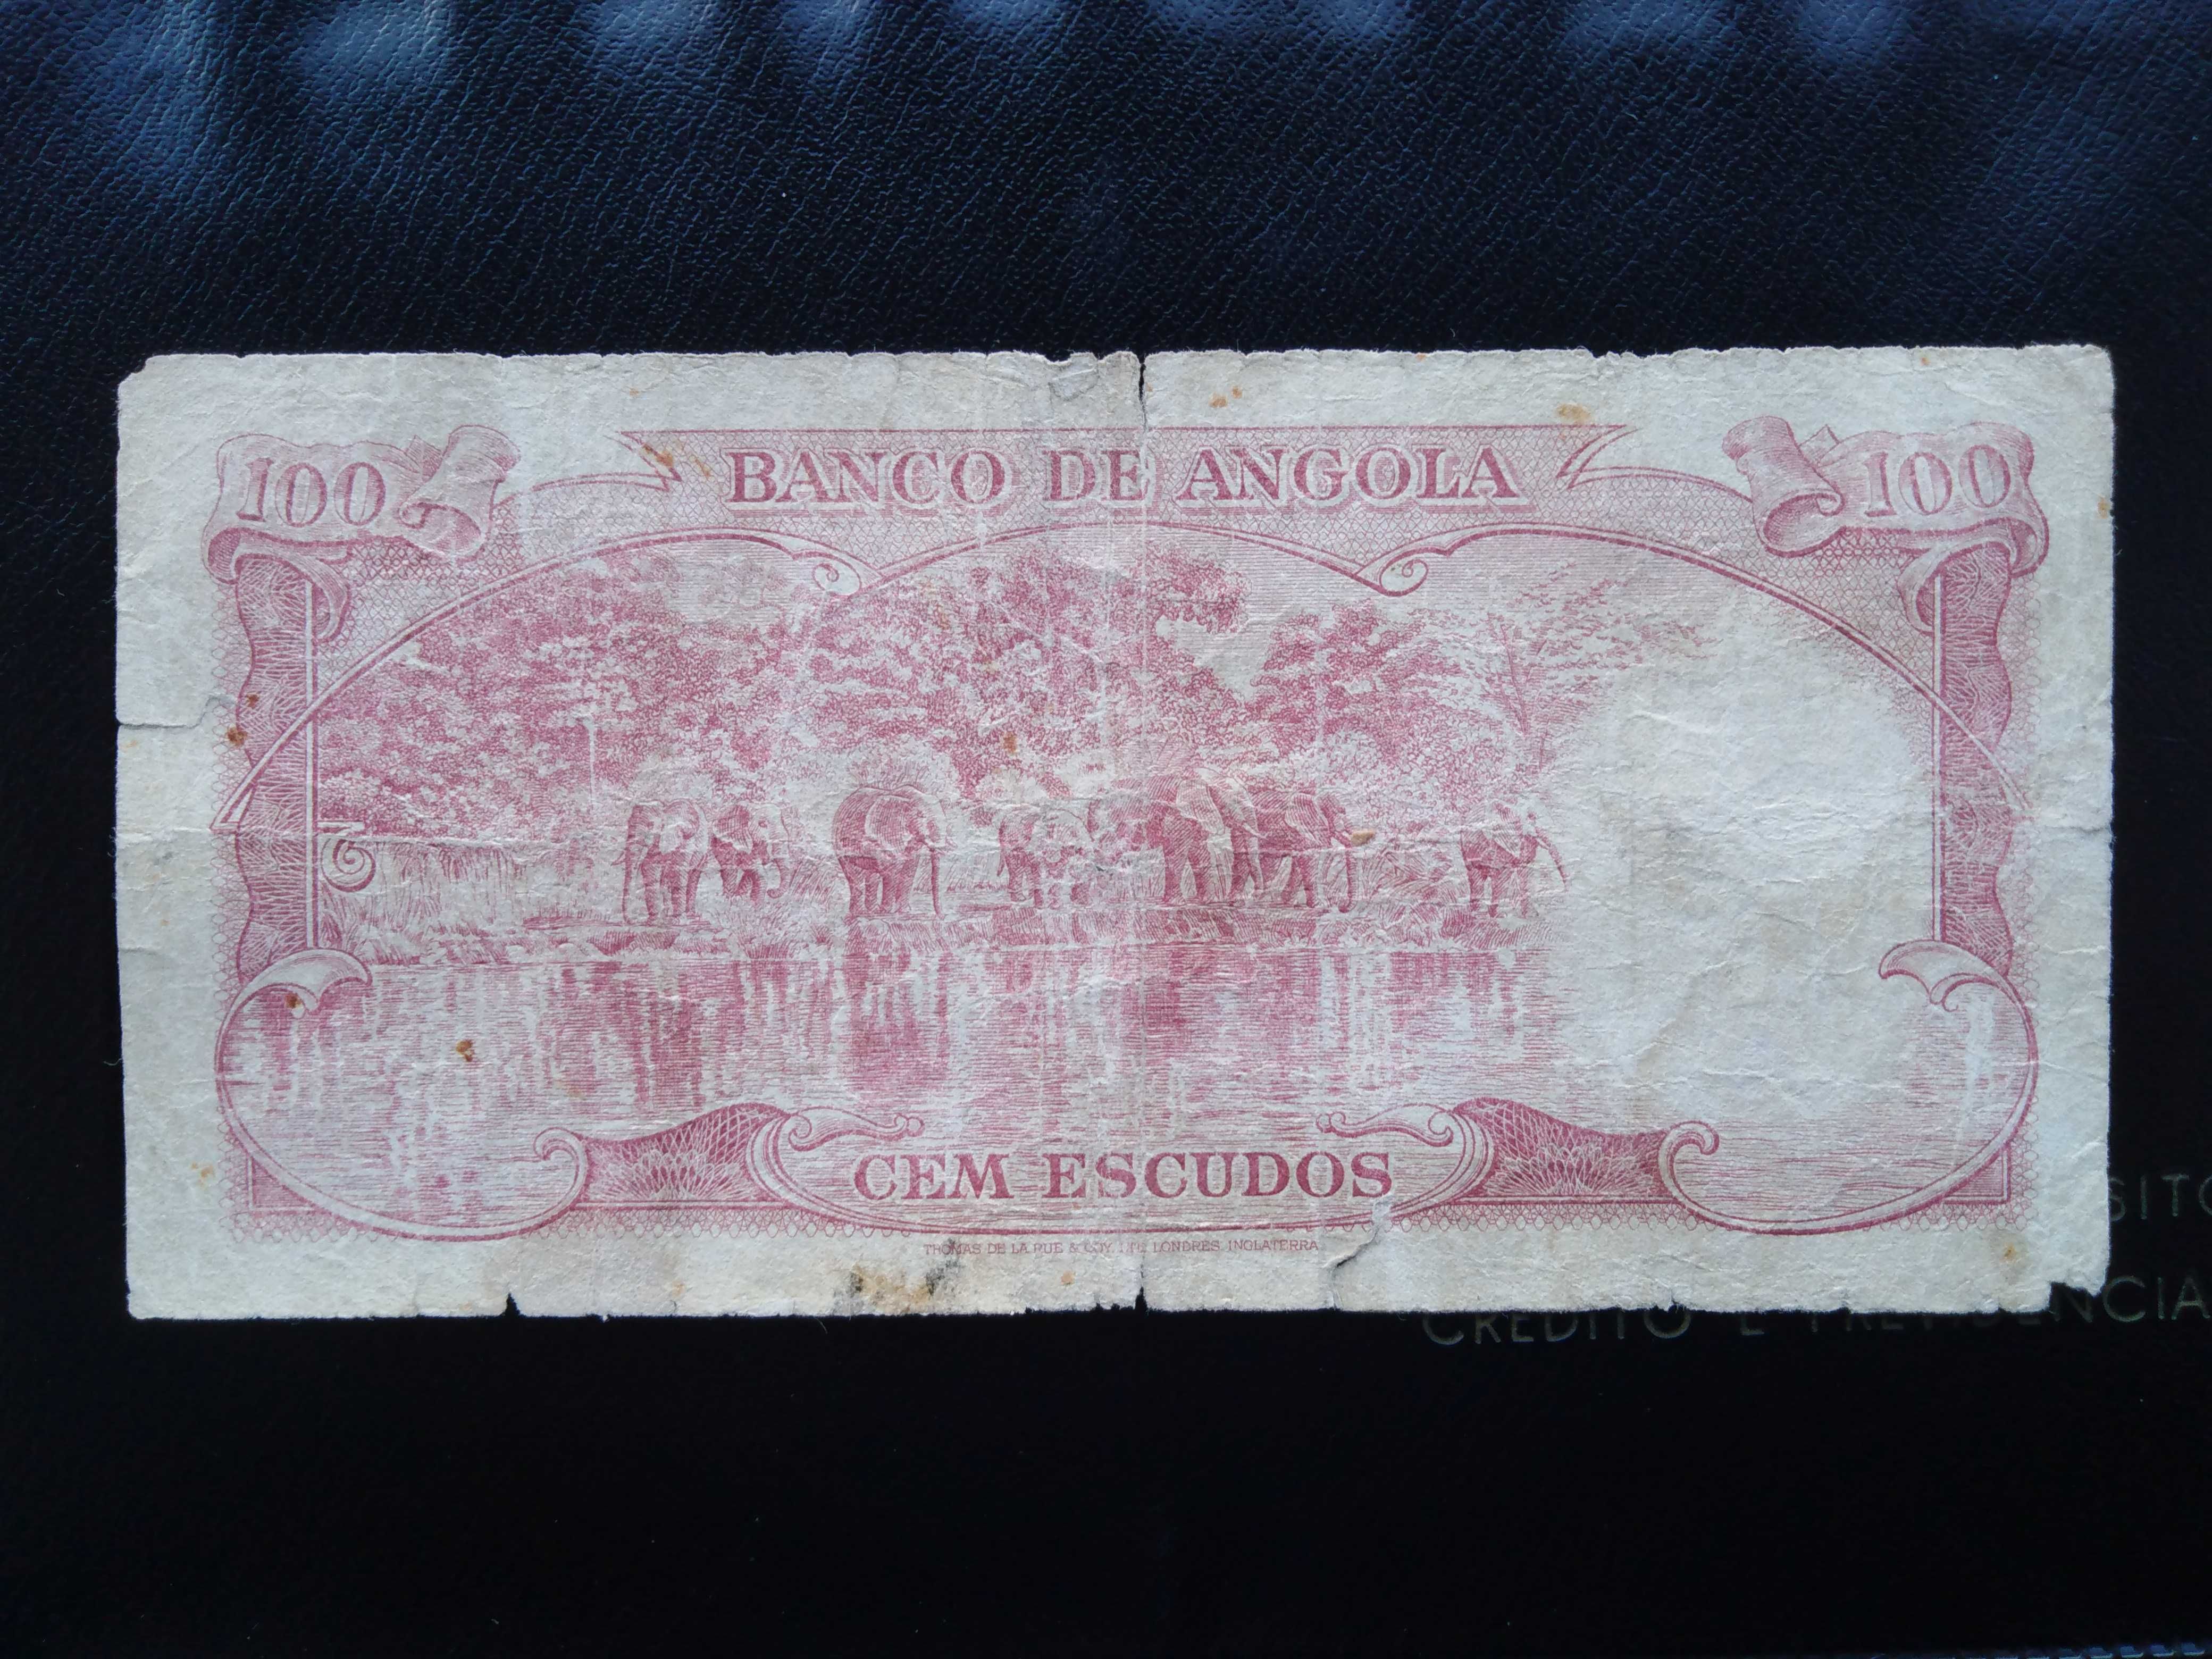 100 BANCO DE ANGOLA 100
CEM ESCUDOS
THOMAS DE LA RUE & COY. LTD. LONDRES. INGLATERRA
SITO
CREDITO E PREVIDENCIA